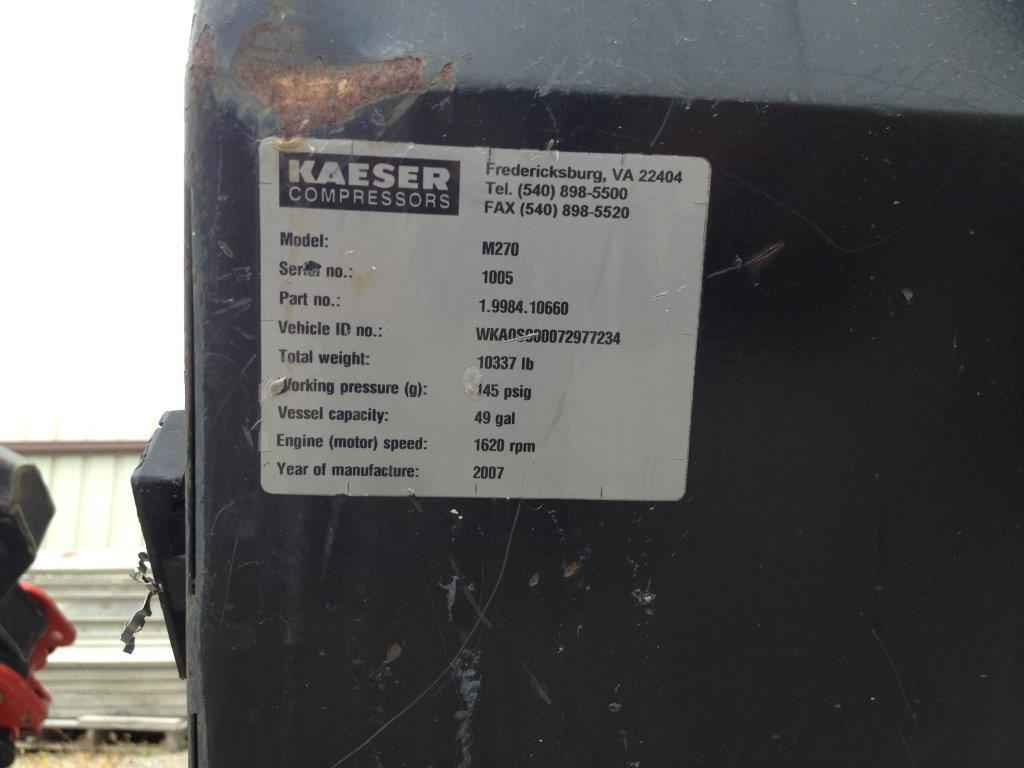 KAESER
COMPRESSORS
Fredericksburg, VA 22404
Tel. (540) 898-5500
FAX (540) 898-5520
Model: M270
Serial no.: 1005
Part no.: 1.9984.10660
Vehicle ID no.: WKA0S000072977234
Total weight: 10337 lb
Working pressure (g): 145 psig
Vessel capacity: 49 gal
Engine (motor) speed: 1620 rpm
Year of manufacture: 2007